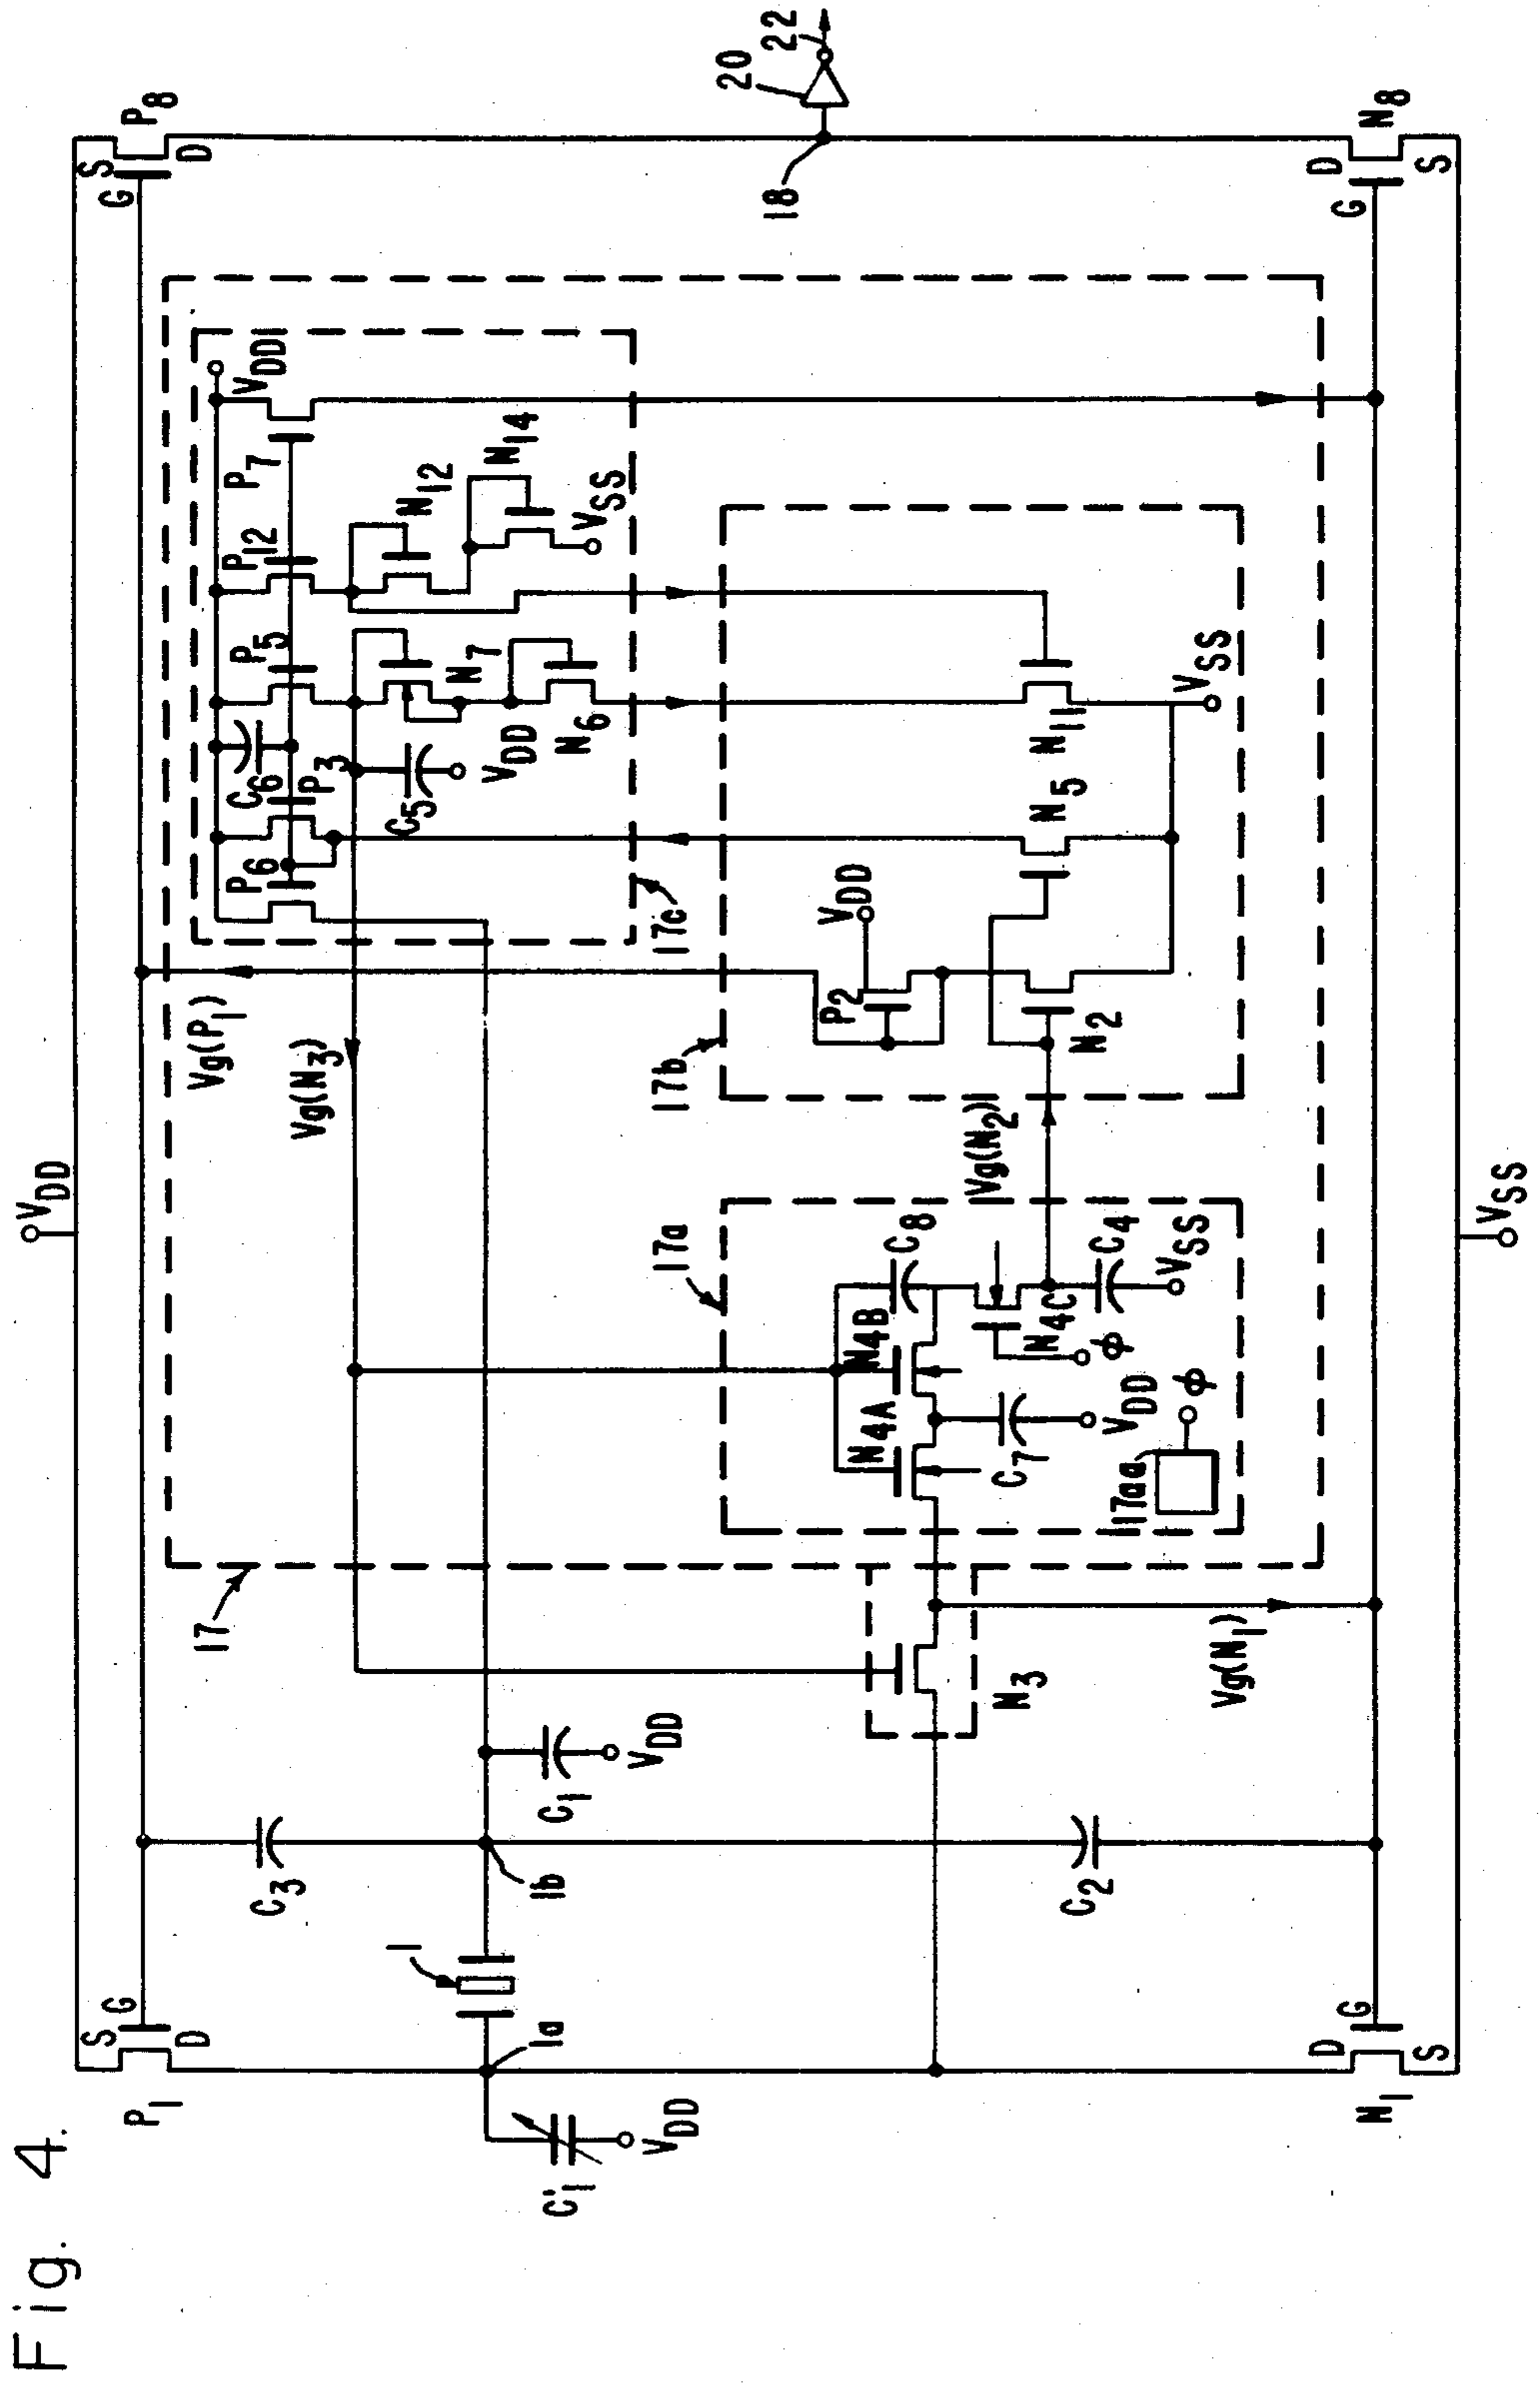 Fig. 4.
VDD
P1
S
G
D
S
P8
G
D
Vg(P1)
17
Vg(N3)
C3
1
1a
1b
C'1
VDD
C1
VDD
17c
P6
C6
P3
P5
P12
P7
VDD
C5
VDD
N7
N6
N12
N14
VSS
20
22
18
17a
N4A
N4B
C8
C7
VDD
N4C
ϕ
C4
VSS
17aa
ϕ
N3
Vg(N2)
17b
P2
VDD
N2
N5
N11
VSS
Vg(N1)
C2
D
G
N1
S
D
G
N8
S
VSS